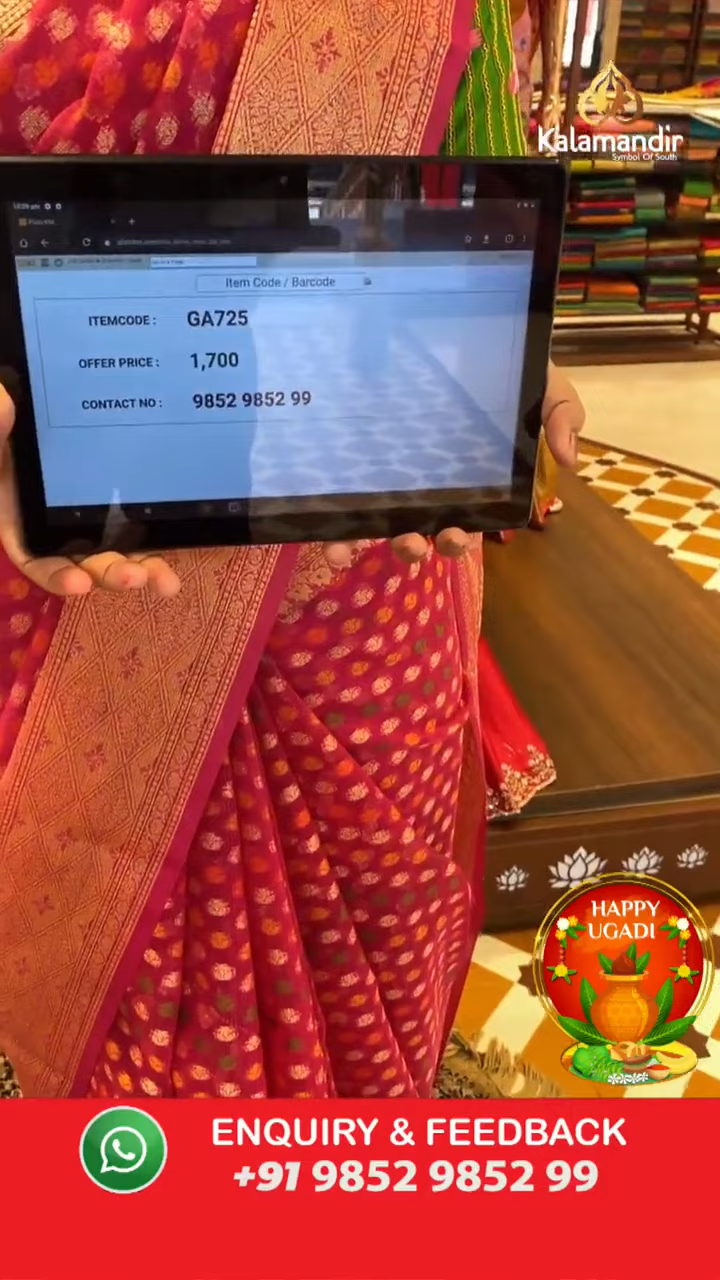 Kalamandir
Symbol Of South
Item Code / Barcode
ITEMCODE : GA725
OFFER PRICE : 1,700
CONTACT NO : 9852 9852 99
HAPPY
UGADI
ENQUIRY & FEEDBACK
+91 9852 9852 99